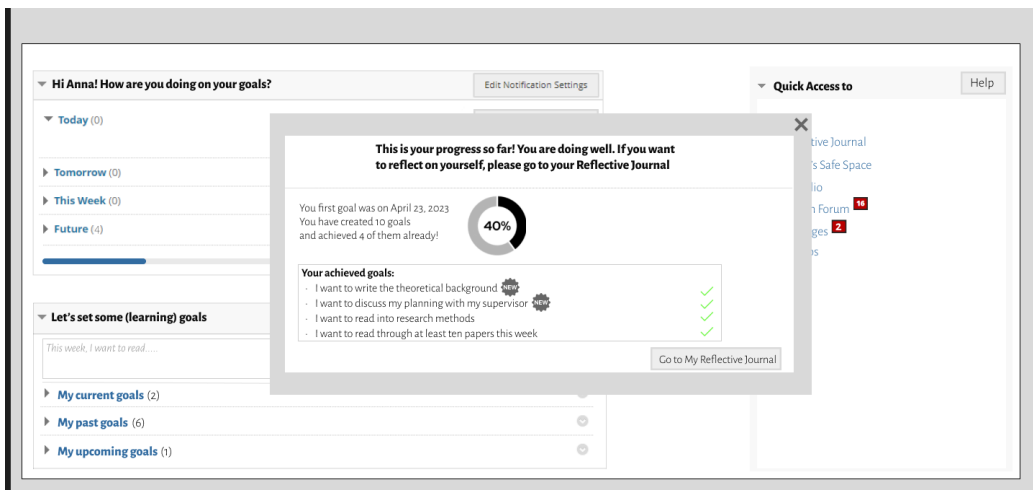 Hi Anna! How are you doing on your goals?
Edit Notification Settings
Today (0)
Tomorrow (0)
This Week (0)
Future (4)
Let's set some (learning) goals
This week, I want to read.....
My current goals (2)
My past goals (6)
My upcoming goals (1)
This is your progress so far! You are doing well. If you want
to reflect on yourself, please go to your Reflective Journal
You first goal was on April 23, 2023
You have created 10 goals
and achieved 4 of them already!
40%
Your achieved goals:
· I want to write the theoretical background NEW
· I want to discuss my planning with my supervisor NEW
· I want to read into research methods
· I want to read through at least ten papers this week
Go to My Reflective Journal
Quick Access to
Help
Journal
Safe Space
Forum 16
2